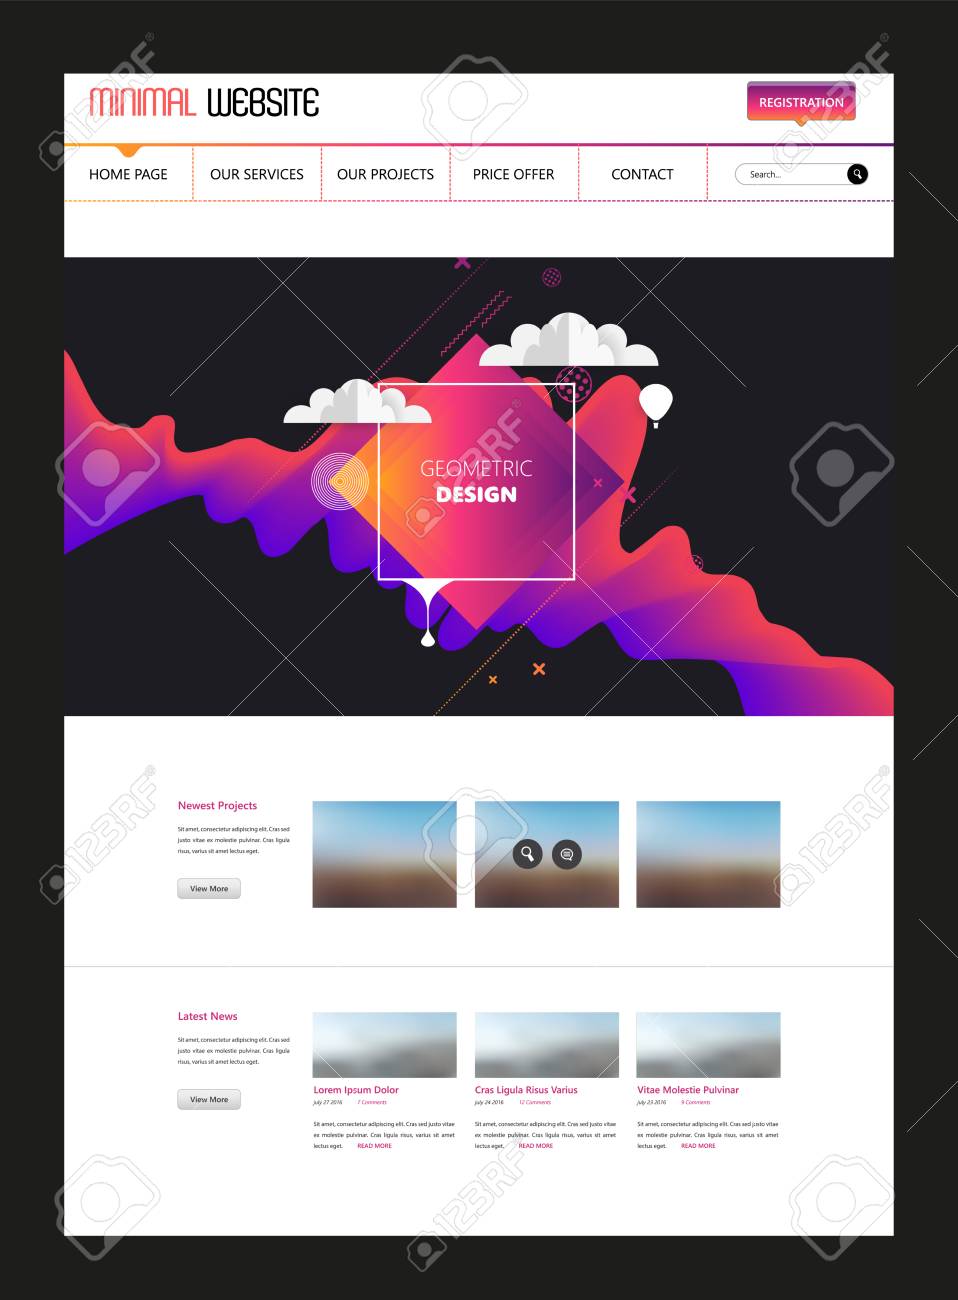 MINIMAL WEBSITE
REGISTRATION
HOME PAGE
OUR SERVICES
OUR PROJECTS
PRICE OFFER
CONTACT
Search...
GEOMETRIC
DESIGN
Newest Projects
Sit amet, consectetur adipiscing elit. Cras sed
justo vitae ex molestie pulvinar. Cras ligula
risus, varius sit amet lectus eget.
View More
Latest News
Sit amet, consectetur adipiscing elit. Cras sed
justo vitae ex molestie pulvinar. Cras ligula
risus, varius sit amet lectus eget.
View More
Lorem Ipsum Dolor
july 27 2016 7 Comments
Sit amet, consectetur adipiscing elit, justo vitae
ex molestie pulvinar. Cras ligula risus, varius sit
amet lectus eget. READ MORE
Cras Ligula Risus Varius
july 24 2016 12 Comments
Sit amet, consectetur adipiscing elit, justo vitae
ex molestie pulvinar. Cras ligula risus, varius sit
amet lectus eget. READ MORE
Vitae Molestie Pulvinar
july 23 2016 9 Comments
Sit amet, consectetur adipiscing elit, justo vitae
ex molestie pulvinar. Cras ligula risus, varius sit
amet lectus eget. READ MORE
123RF
123RF
123RF
123RF
123RF
123RF